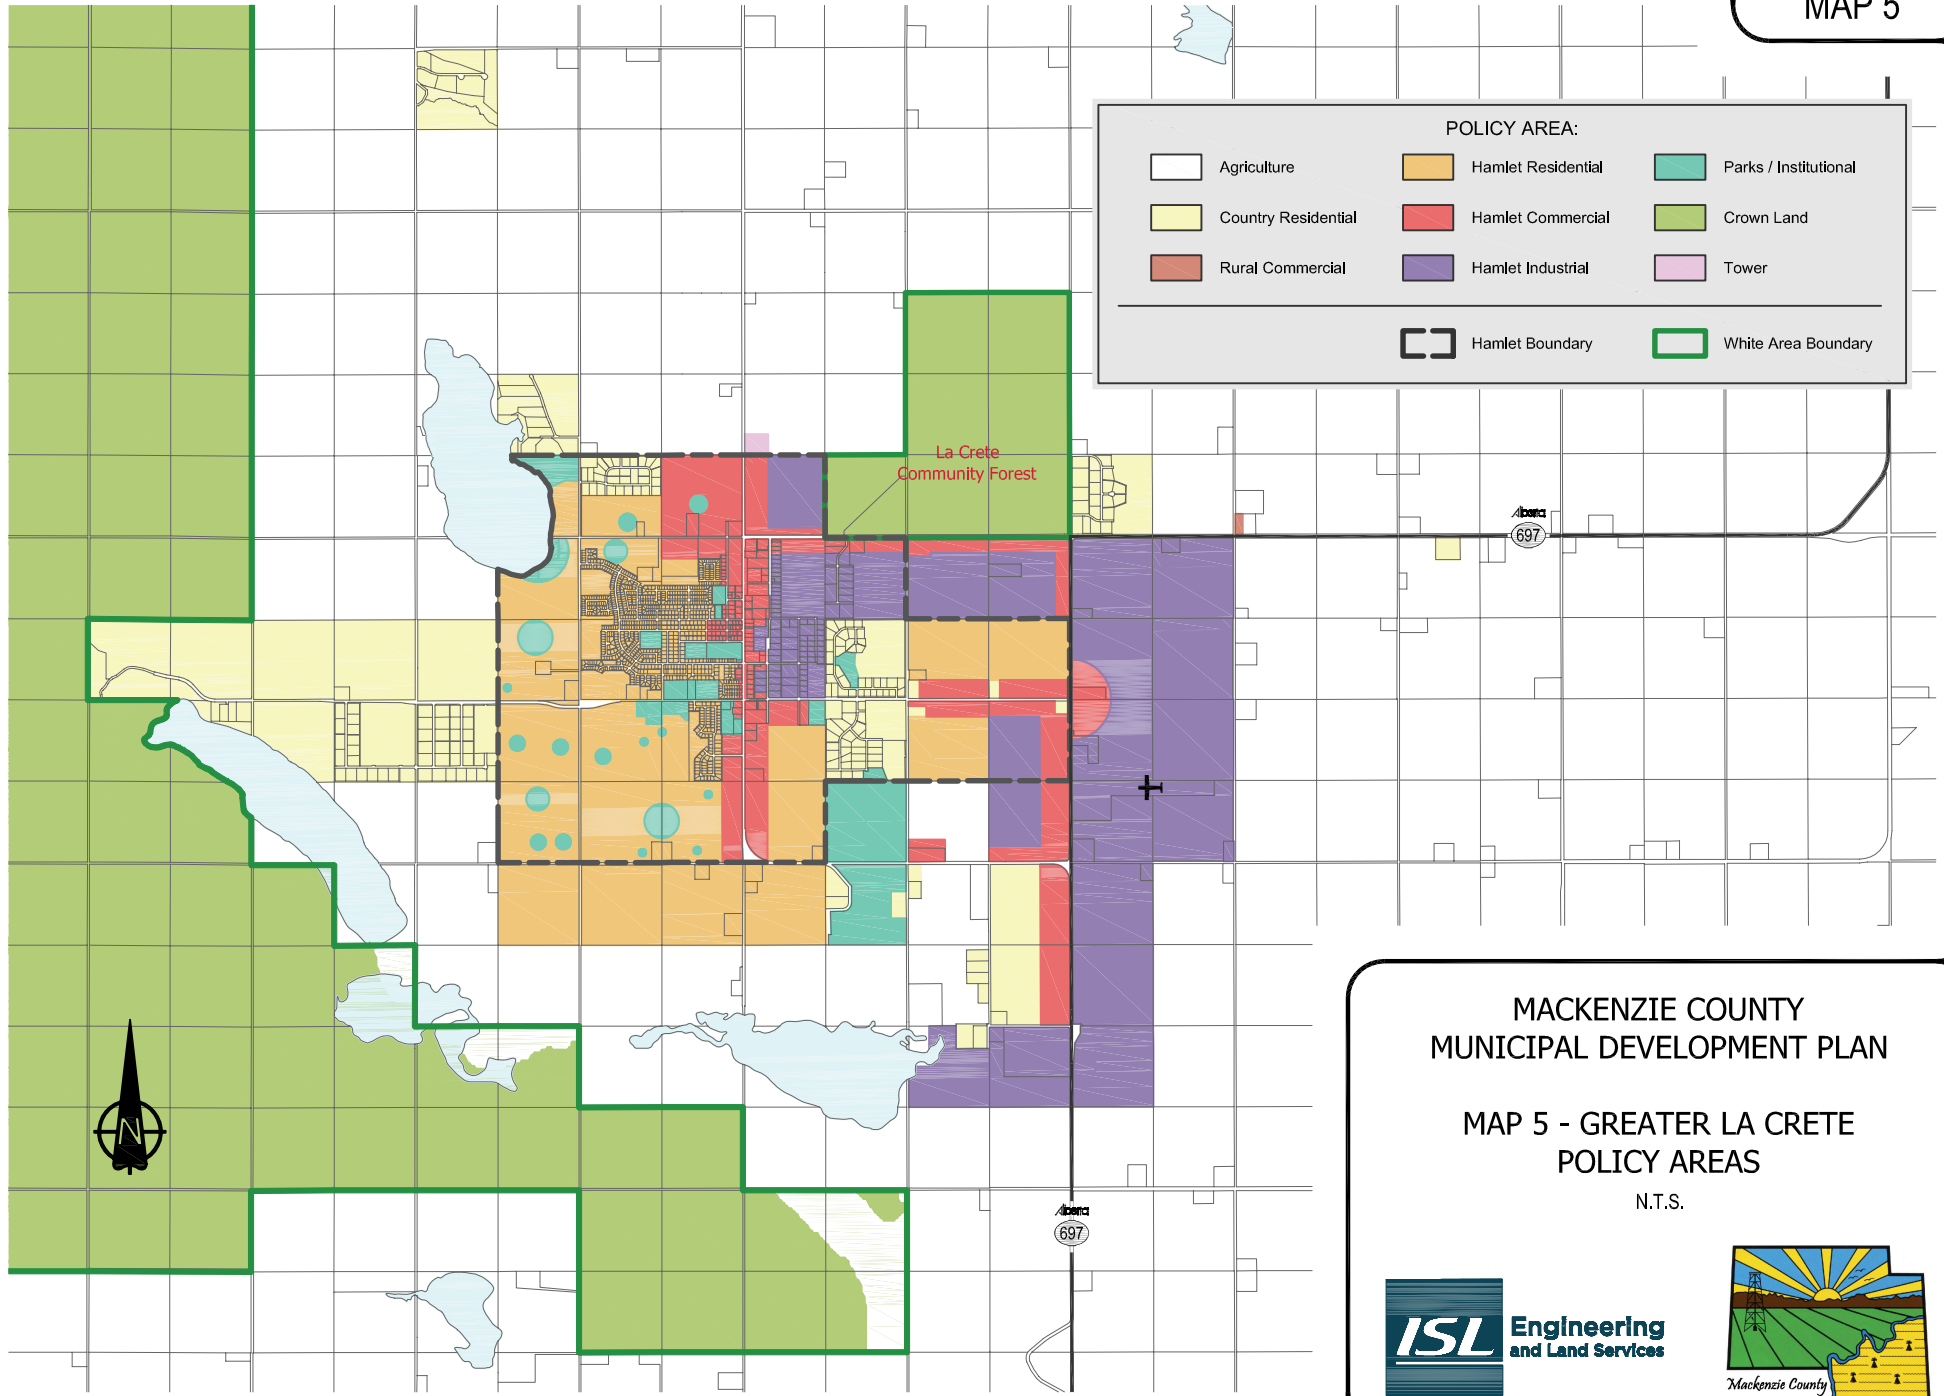 MAP 5
POLICY AREA:
Agriculture
Hamlet Residential
Parks / Institutional
Country Residential
Hamlet Commercial
Crown Land
Rural Commercial
Hamlet Industrial
Tower
Hamlet Boundary
White Area Boundary
La Crete
Community Forest
Alberta
697
Alberta
697
N
MACKENZIE COUNTY
MUNICIPAL DEVELOPMENT PLAN
MAP 5 - GREATER LA CRETE
POLICY AREAS
N.T.S.
ISL Engineering
and Land Services
Mackenzie County